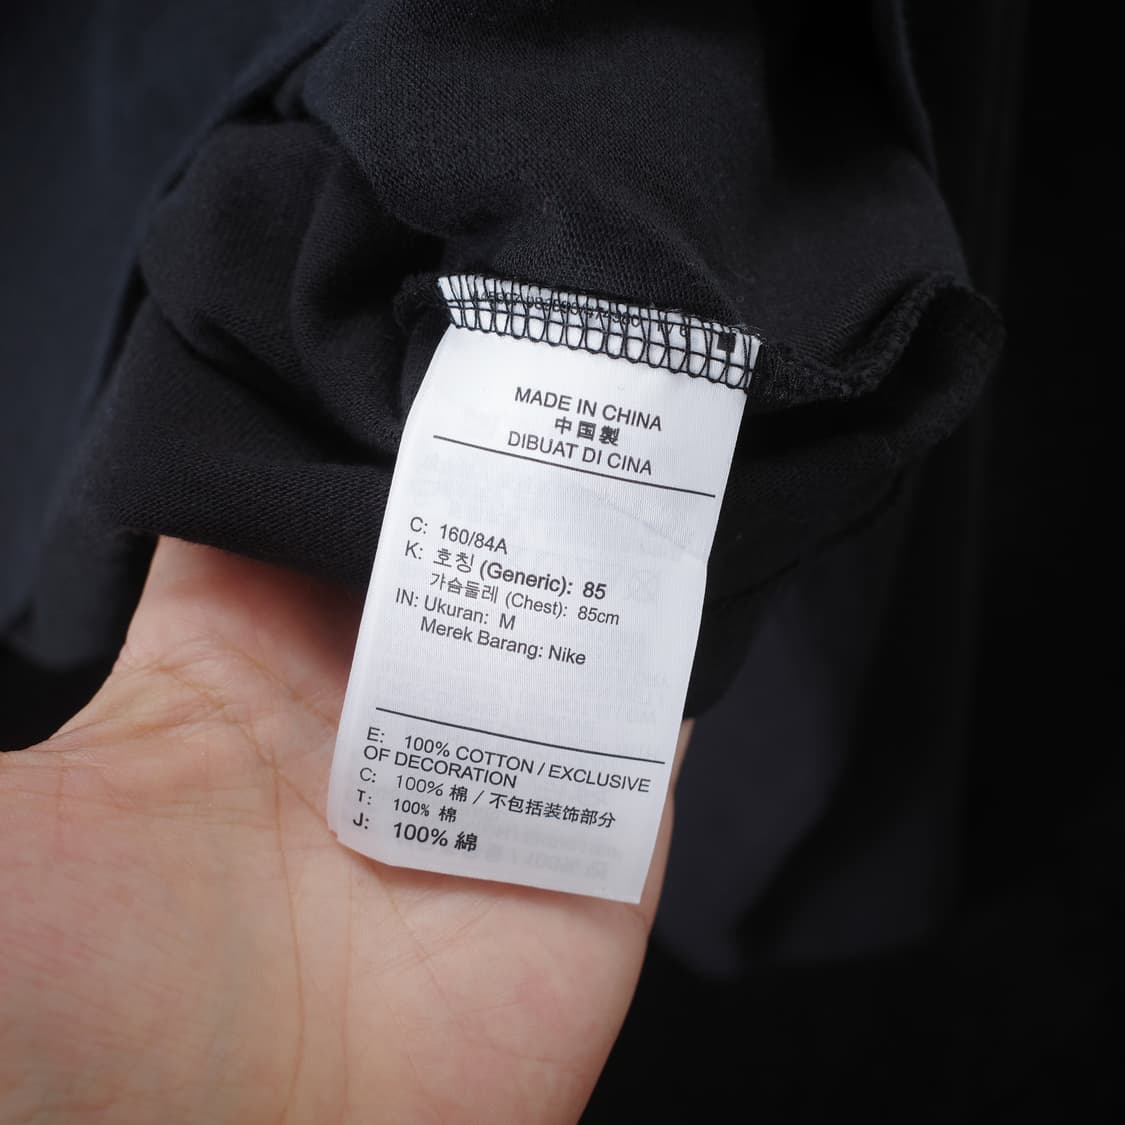 MADE IN CHINA
中国製
DIBUAT DI CINA
C: 160/84A
K: 호칭 (Generic): 85
가슴둘레 (Chest): 85cm
IN: Ukuran: M
Merek Barang: Nike
E: 100% COTTON / EXCLUSIVE
OF DECORATION
C: 100% 棉 / 不包括装饰部分
T: 100% 棉
J: 100% 綿